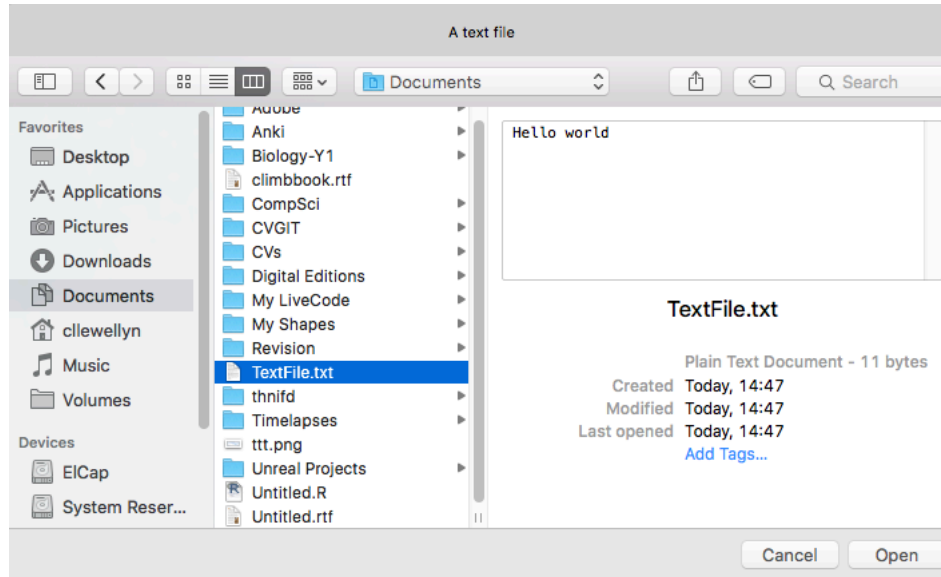 A text file
Documents
Search
Favorites
Desktop
Applications
Pictures
Downloads
Documents
cllewellyn
Music
Volumes
Devices
ElCap
System Reser...
Adobe
Anki
Biology-Y1
climbbook.rtf
CompSci
CVGIT
CVs
Digital Editions
My LiveCode
My Shapes
Revision
TextFile.txt
thnifd
Timelapses
ttt.png
Unreal Projects
Untitled.R
Untitled.rtf
Hello world
TextFile.txt
Plain Text Document - 11 bytes
Created Today, 14:47
Modified Today, 14:47
Last opened Today, 14:47
Add Tags...
Cancel
Open